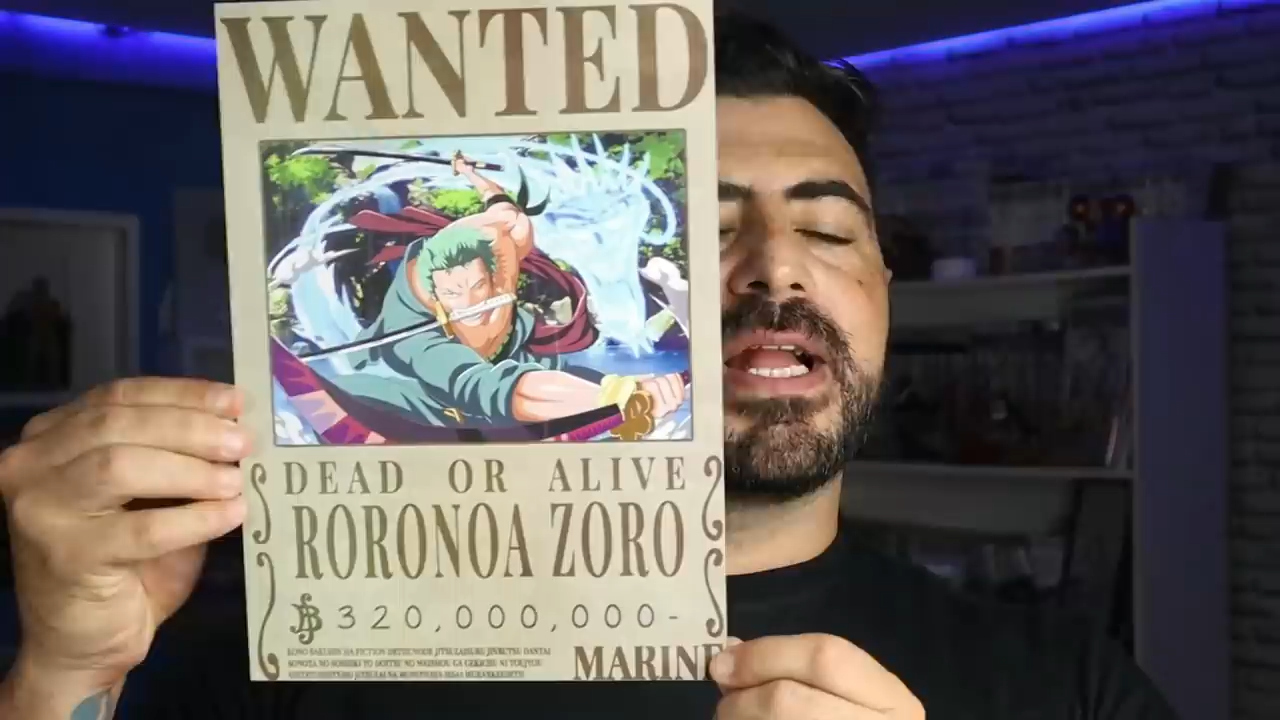 WANTED
DEAD OR ALIVE
RORONOA ZORO
฿320,000,000-
MARINE